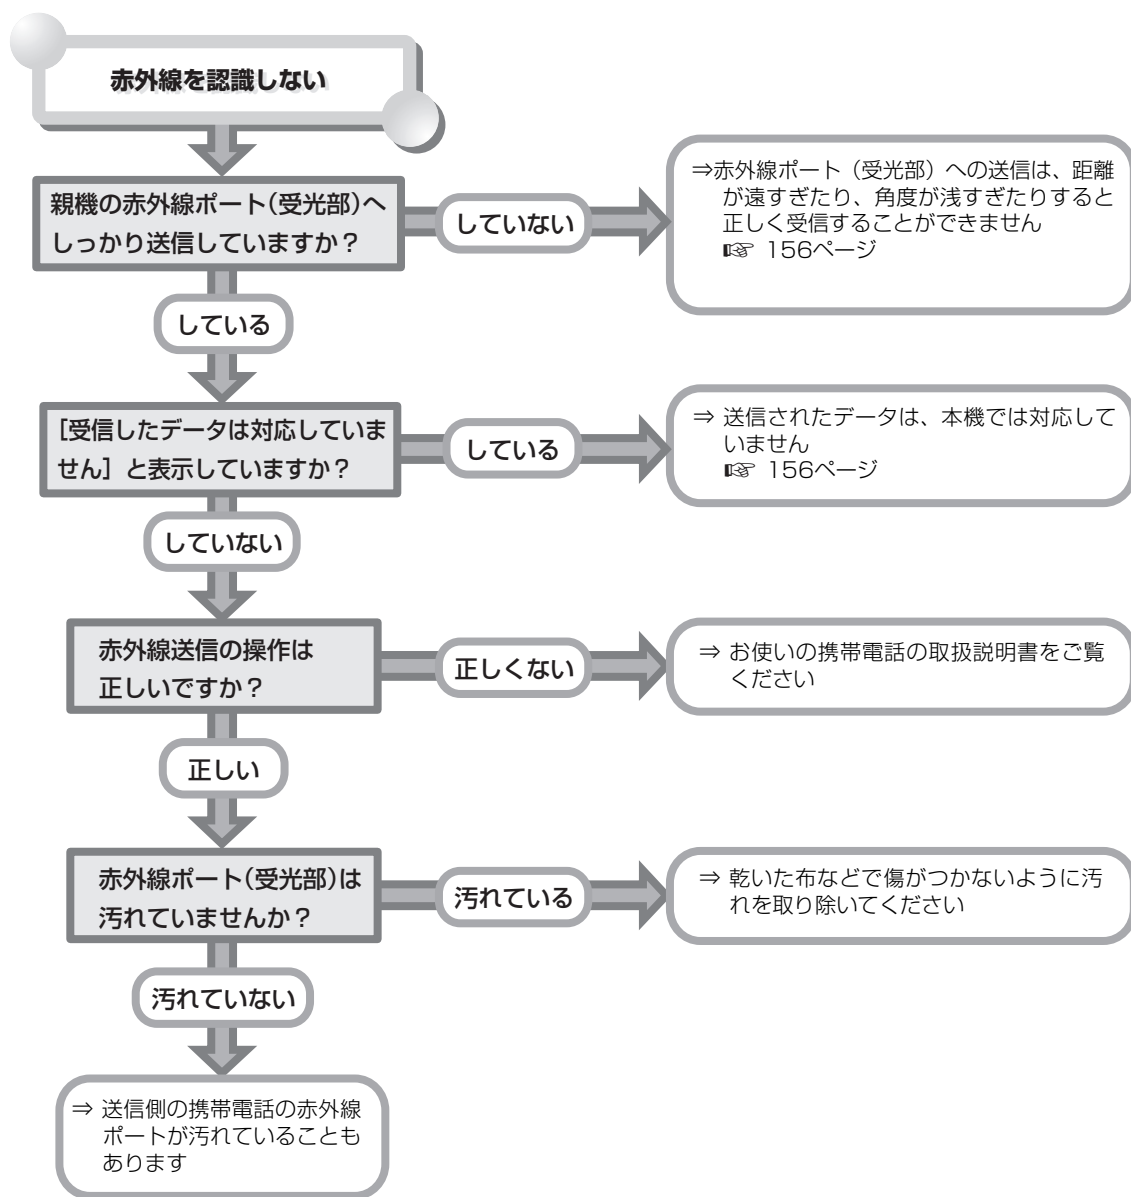 赤外線を認識しない
親機の赤外線ポート(受光部)へ
しっかり送信していますか？
していない
⇒赤外線ポート（受光部）への送信は、距離
が遠すぎたり、角度が浅すぎたりすると
正しく受信することができません
☞ 156ページ
している
［受信したデータは対応していま
せん］と表示していますか？
している
⇒ 送信されたデータは、本機では対応して
いません
☞ 156ページ
していない
赤外線送信の操作は
正しいですか？
正しくない
⇒ お使いの携帯電話の取扱説明書をご覧
ください
正しい
赤外線ポート(受光部)は
汚れていませんか？
汚れている
⇒ 乾いた布などで傷がつかないように汚
れを取り除いてください
汚れていない
⇒ 送信側の携帯電話の赤外線
ポートが汚れていることも
あります